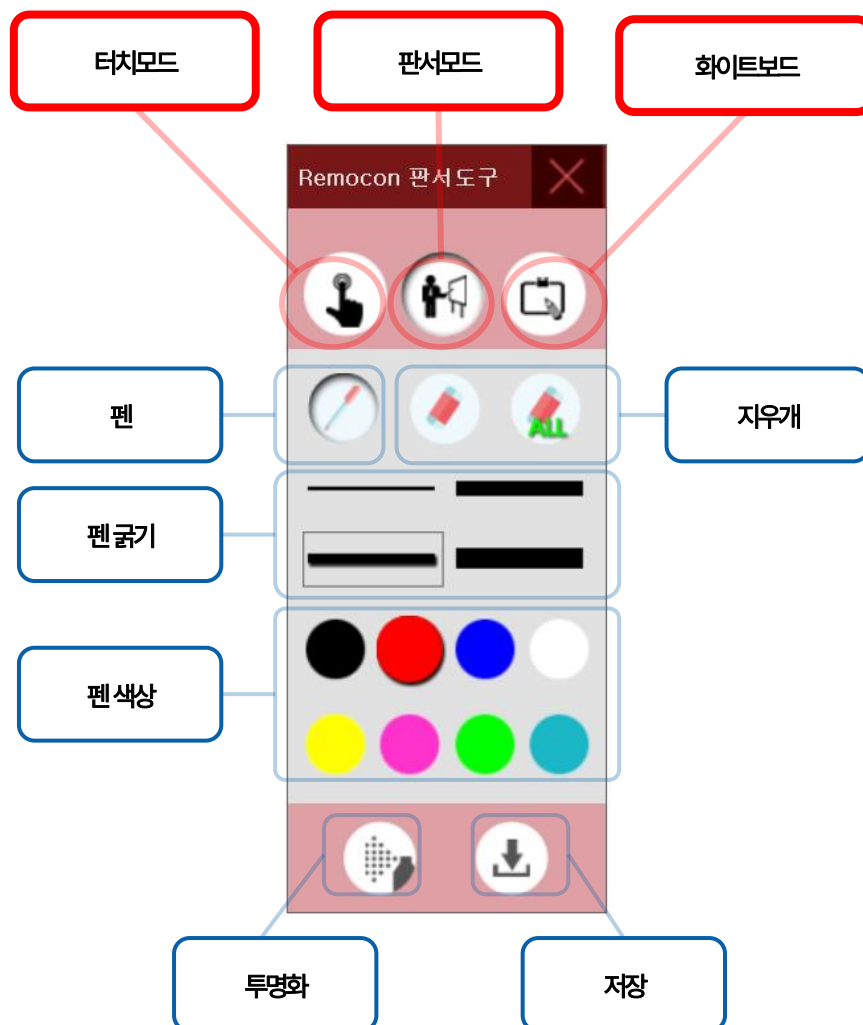 터치모드
판서모드
화이트보드
Remocon 판서도구
펜
ALL
지우개
펜 굵기
펜 색상
투명화
저장